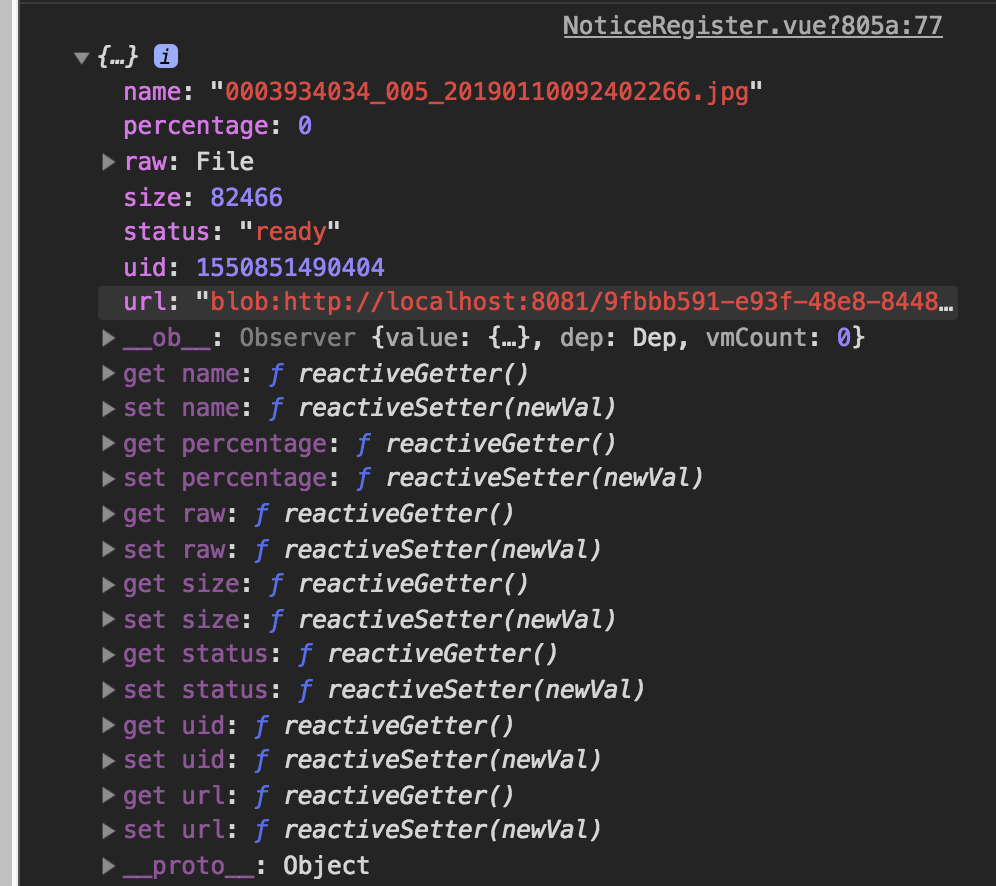 NoticeRegister.vue?805a:77
▼{…} i
name: "0003934034_005_20190110092402266.jpg"
percentage: 0
▶raw: File
size: 82466
status: "ready"
uid: 1550851490404
url: "blob:http://localhost:8081/9fbbb591-e93f-48e8-8448…
▶__ob__: Observer {value: {…}, dep: Dep, vmCount: 0}
▶get name: ƒ reactiveGetter()
▶set name: ƒ reactiveSetter(newVal)
▶get percentage: ƒ reactiveGetter()
▶set percentage: ƒ reactiveSetter(newVal)
▶get raw: ƒ reactiveGetter()
▶set raw: ƒ reactiveSetter(newVal)
▶get size: ƒ reactiveGetter()
▶set size: ƒ reactiveSetter(newVal)
▶get status: ƒ reactiveGetter()
▶set status: ƒ reactiveSetter(newVal)
▶get uid: ƒ reactiveGetter()
▶set uid: ƒ reactiveSetter(newVal)
▶get url: ƒ reactiveGetter()
▶set url: ƒ reactiveSetter(newVal)
▶__proto__: Object